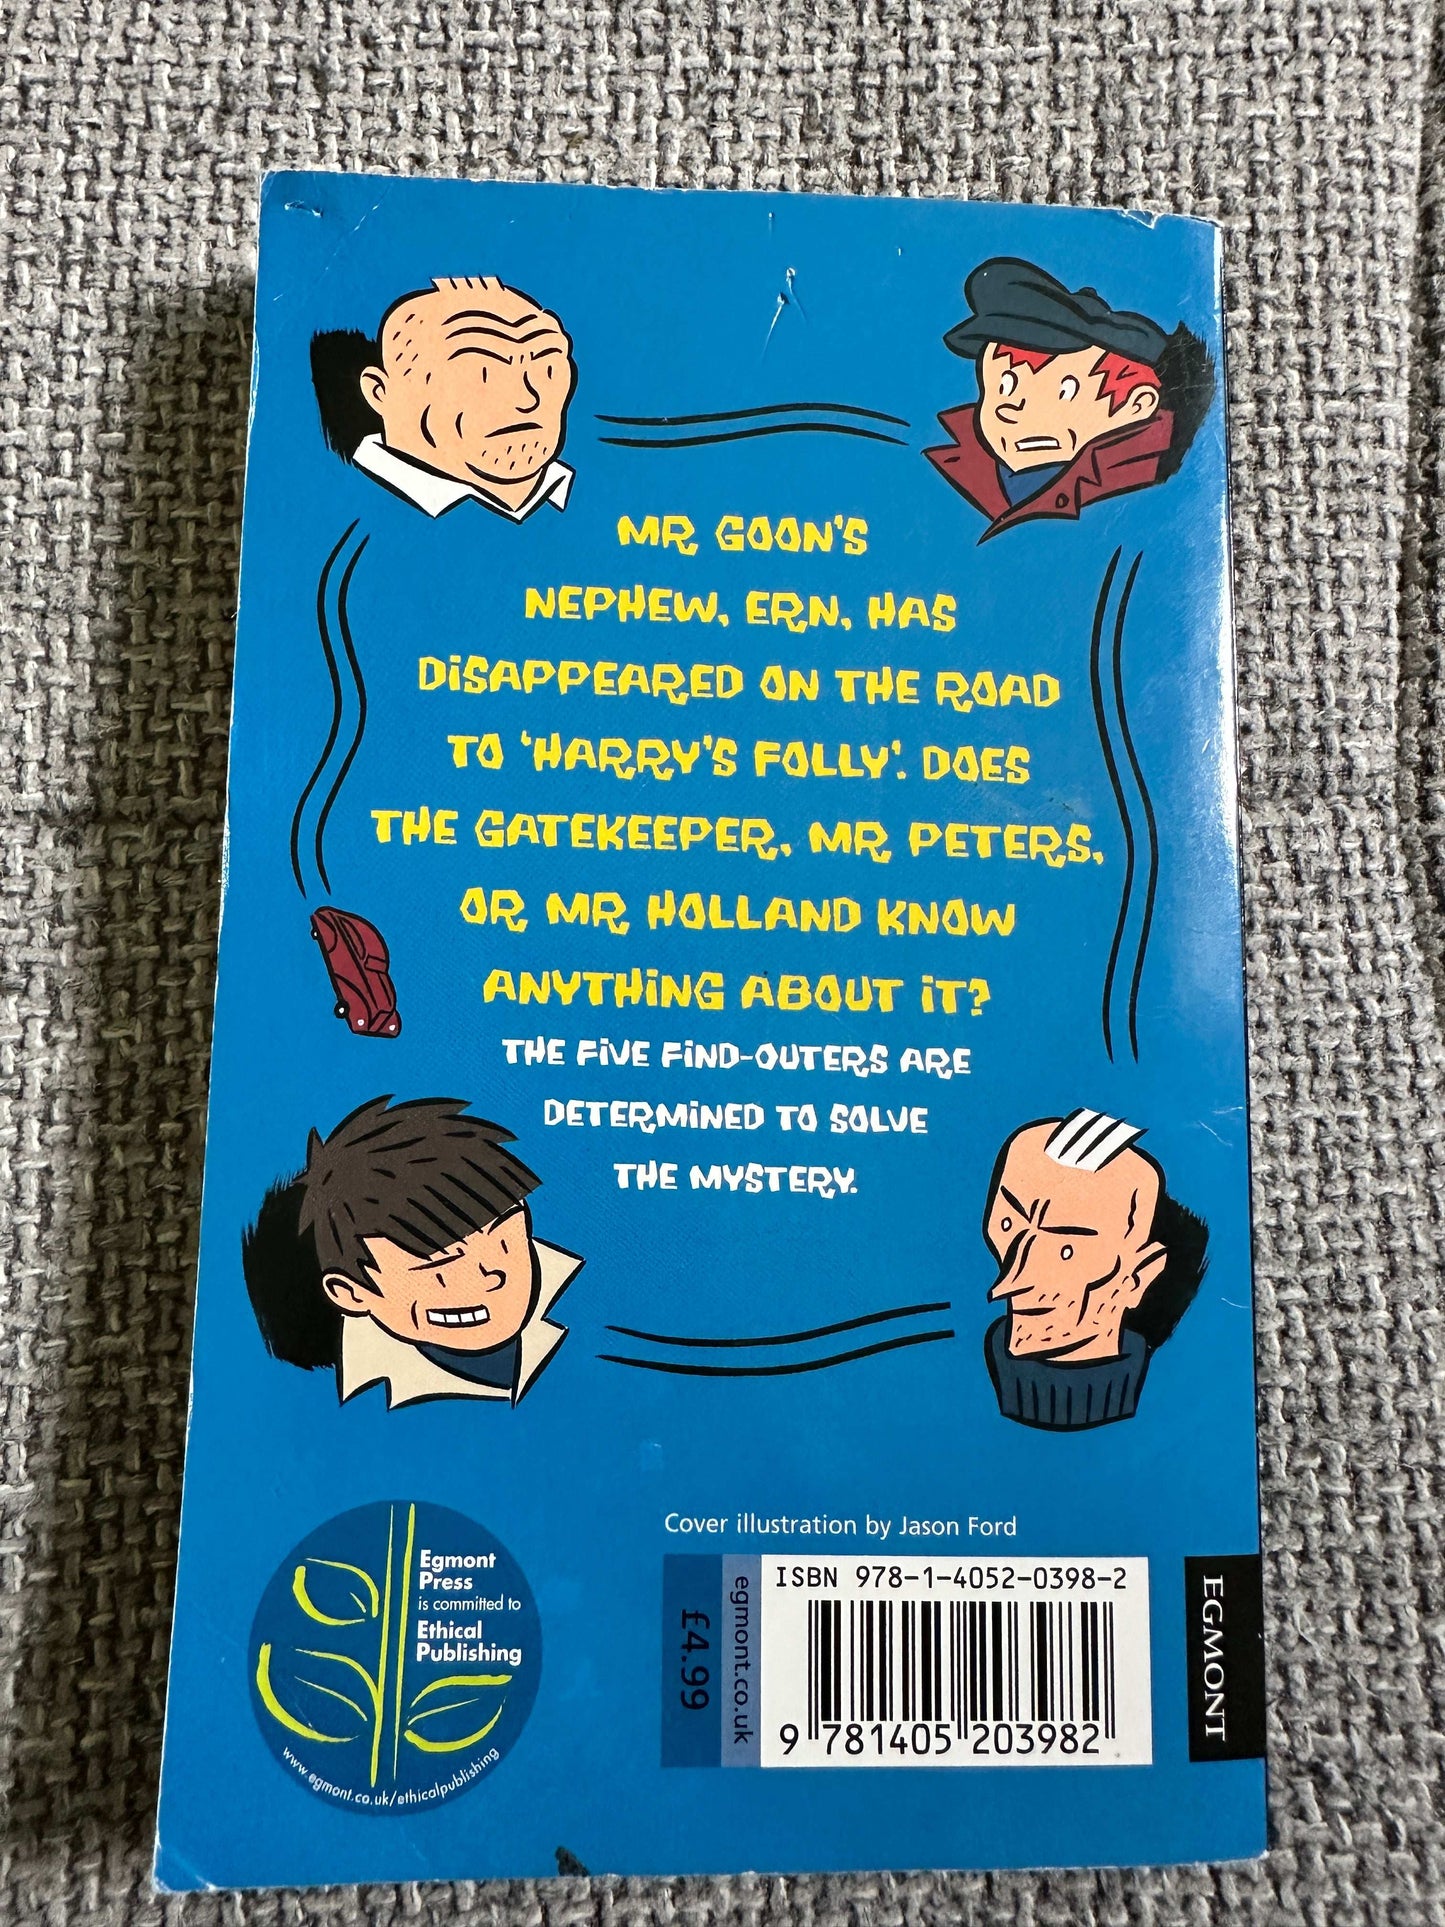 MR GOON'S
NEPHEW, ERN, HAS
DISAPPEARED ON THE ROAD
TO 'HARRY'S FOLLY'. DOES
THE GATEKEEPER, MR PETERS,
OR MR HOLLAND KNOW
ANYTHING ABOUT IT?
THE FIVE FIND-OUTERS ARE
DETERMINED TO SOLVE
THE MYSTERY.
Egmont
Press
is committed to
Ethical
Publishing
www.egmont.co.uk/ethicalpublishing
Cover illustration by Jason Ford
£4.99
egmont.co.uk
ISBN 978-1-4052-0398-2
9 781405 203982
EGMONT